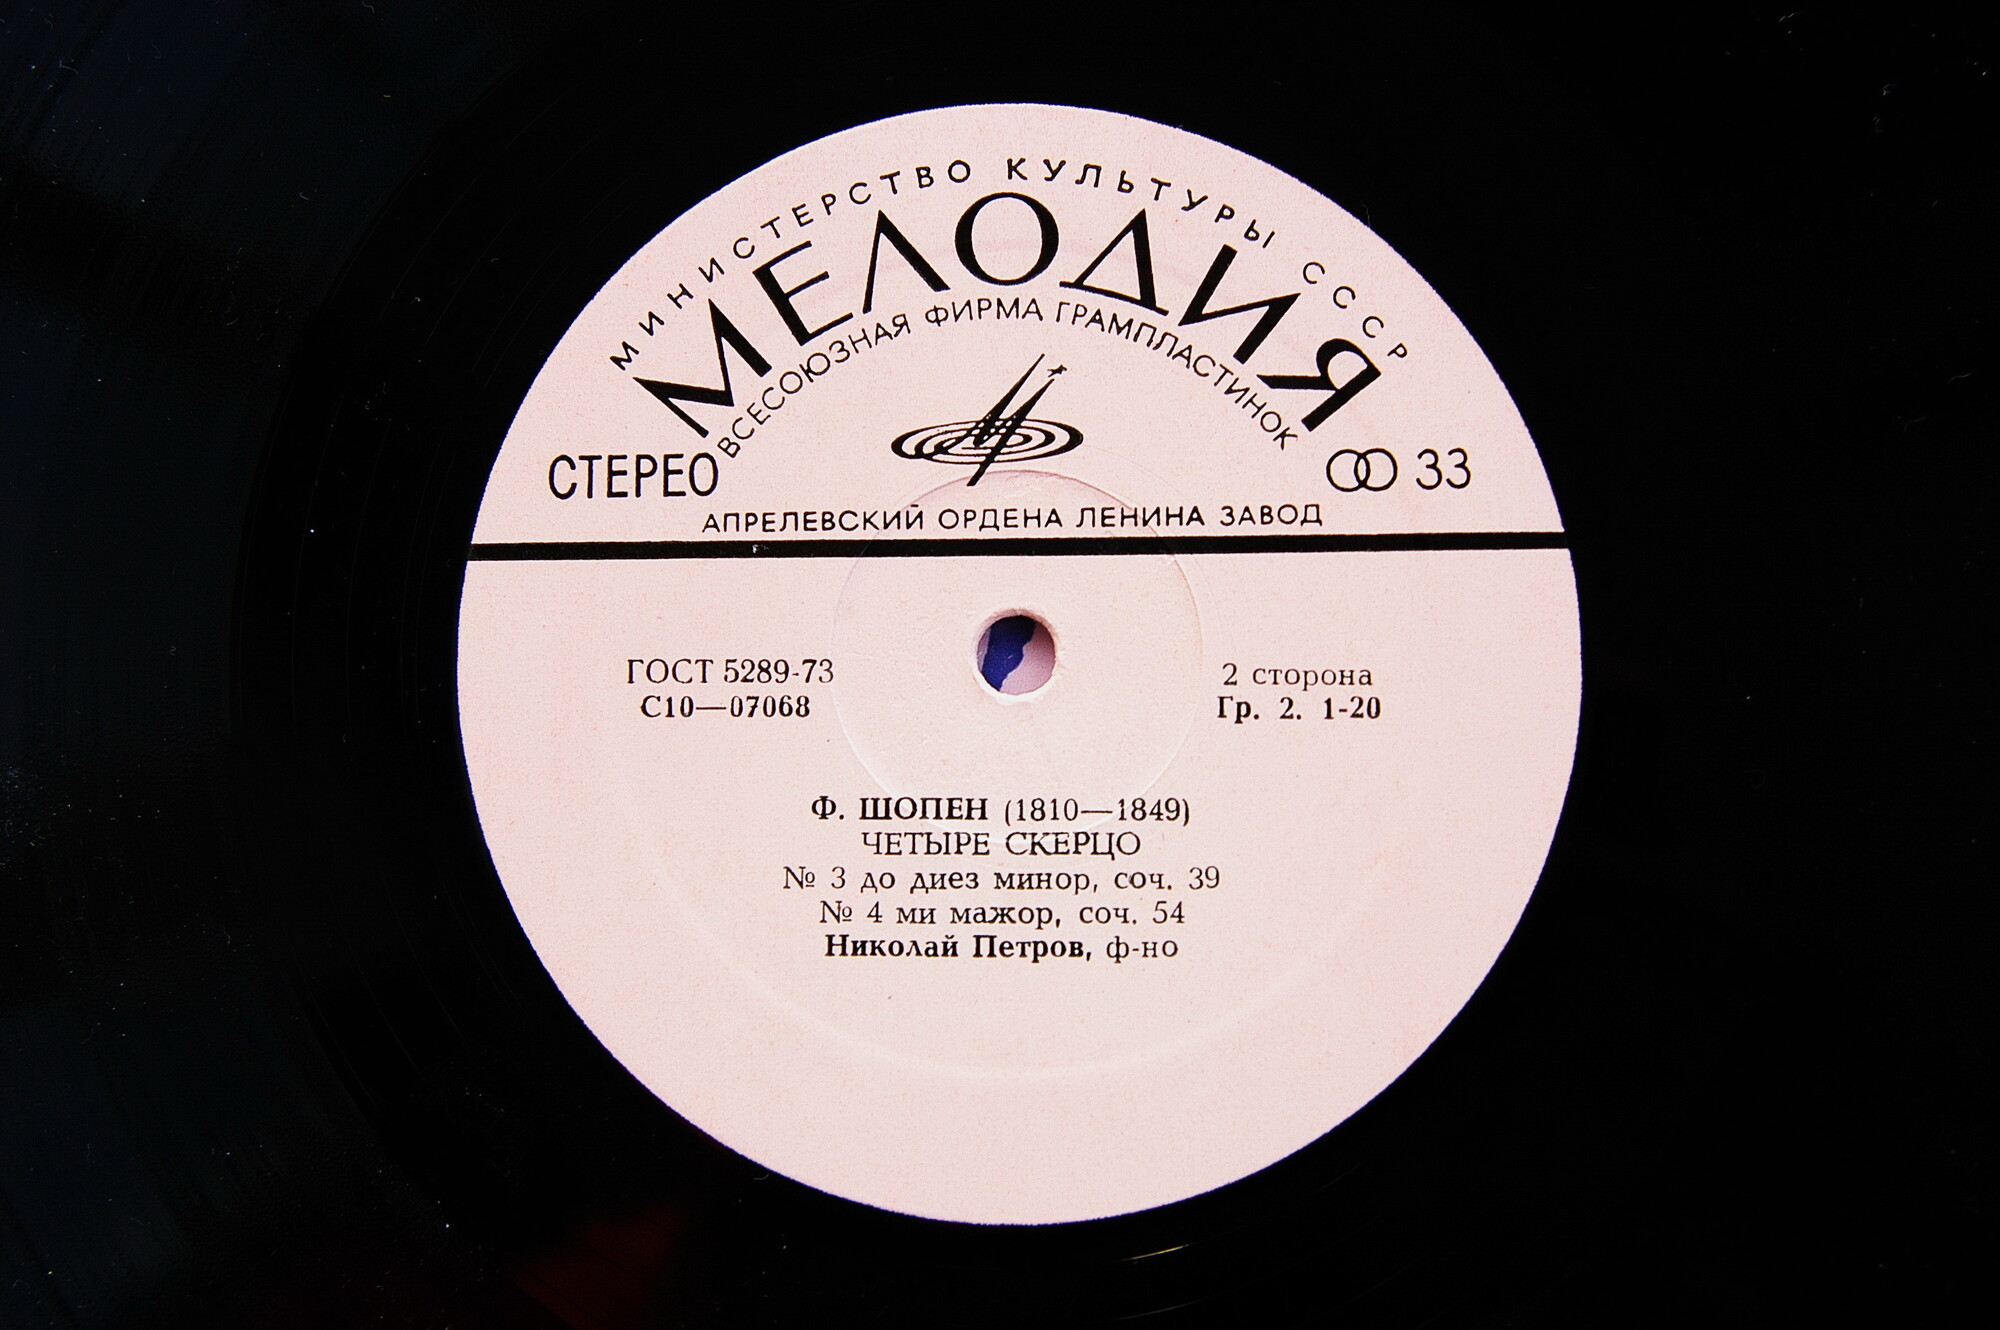 МИНИСТЕРСТВО КУЛЬТУРЫ СССР
МЕЛОДИЯ
ВСЕСОЮЗНАЯ ФИРМА ГРАМПЛАСТИНОК
СТЕРЕО
33
АПРЕЛЕВСКИЙ ОРДЕНА ЛЕНИНА ЗАВОД
ГОСТ 5289-73
С10—07068
2 сторона
Гр. 2. 1-20
Ф. ШОПЕН (1810—1849)
ЧЕТЫРЕ СКЕРЦО
№ 3 до диез минор, соч. 39
№ 4 ми мажор, соч. 54
Николай Петров, ф-но